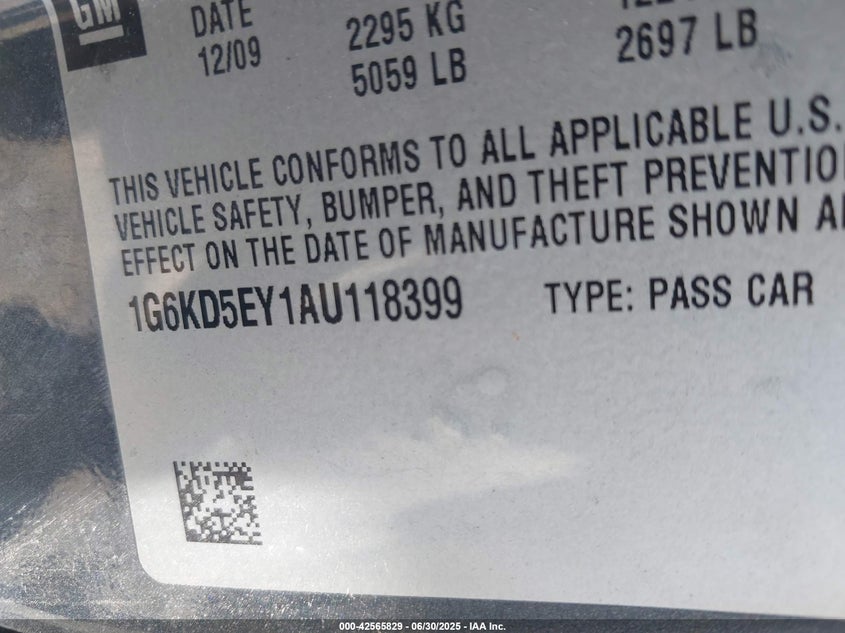 GM
DATE
12/09
2295 KG
5059 LB
2697 LB
THIS VEHICLE CONFORMS TO ALL APPLICABLE U.S.
VEHICLE SAFETY, BUMPER, AND THEFT PREVENTIO
EFFECT ON THE DATE OF MANUFACTURE SHOWN A
1G6KD5EY1AU118399 TYPE: PASS CAR
000-42565829 - 06/30/2025 - IAA Inc.